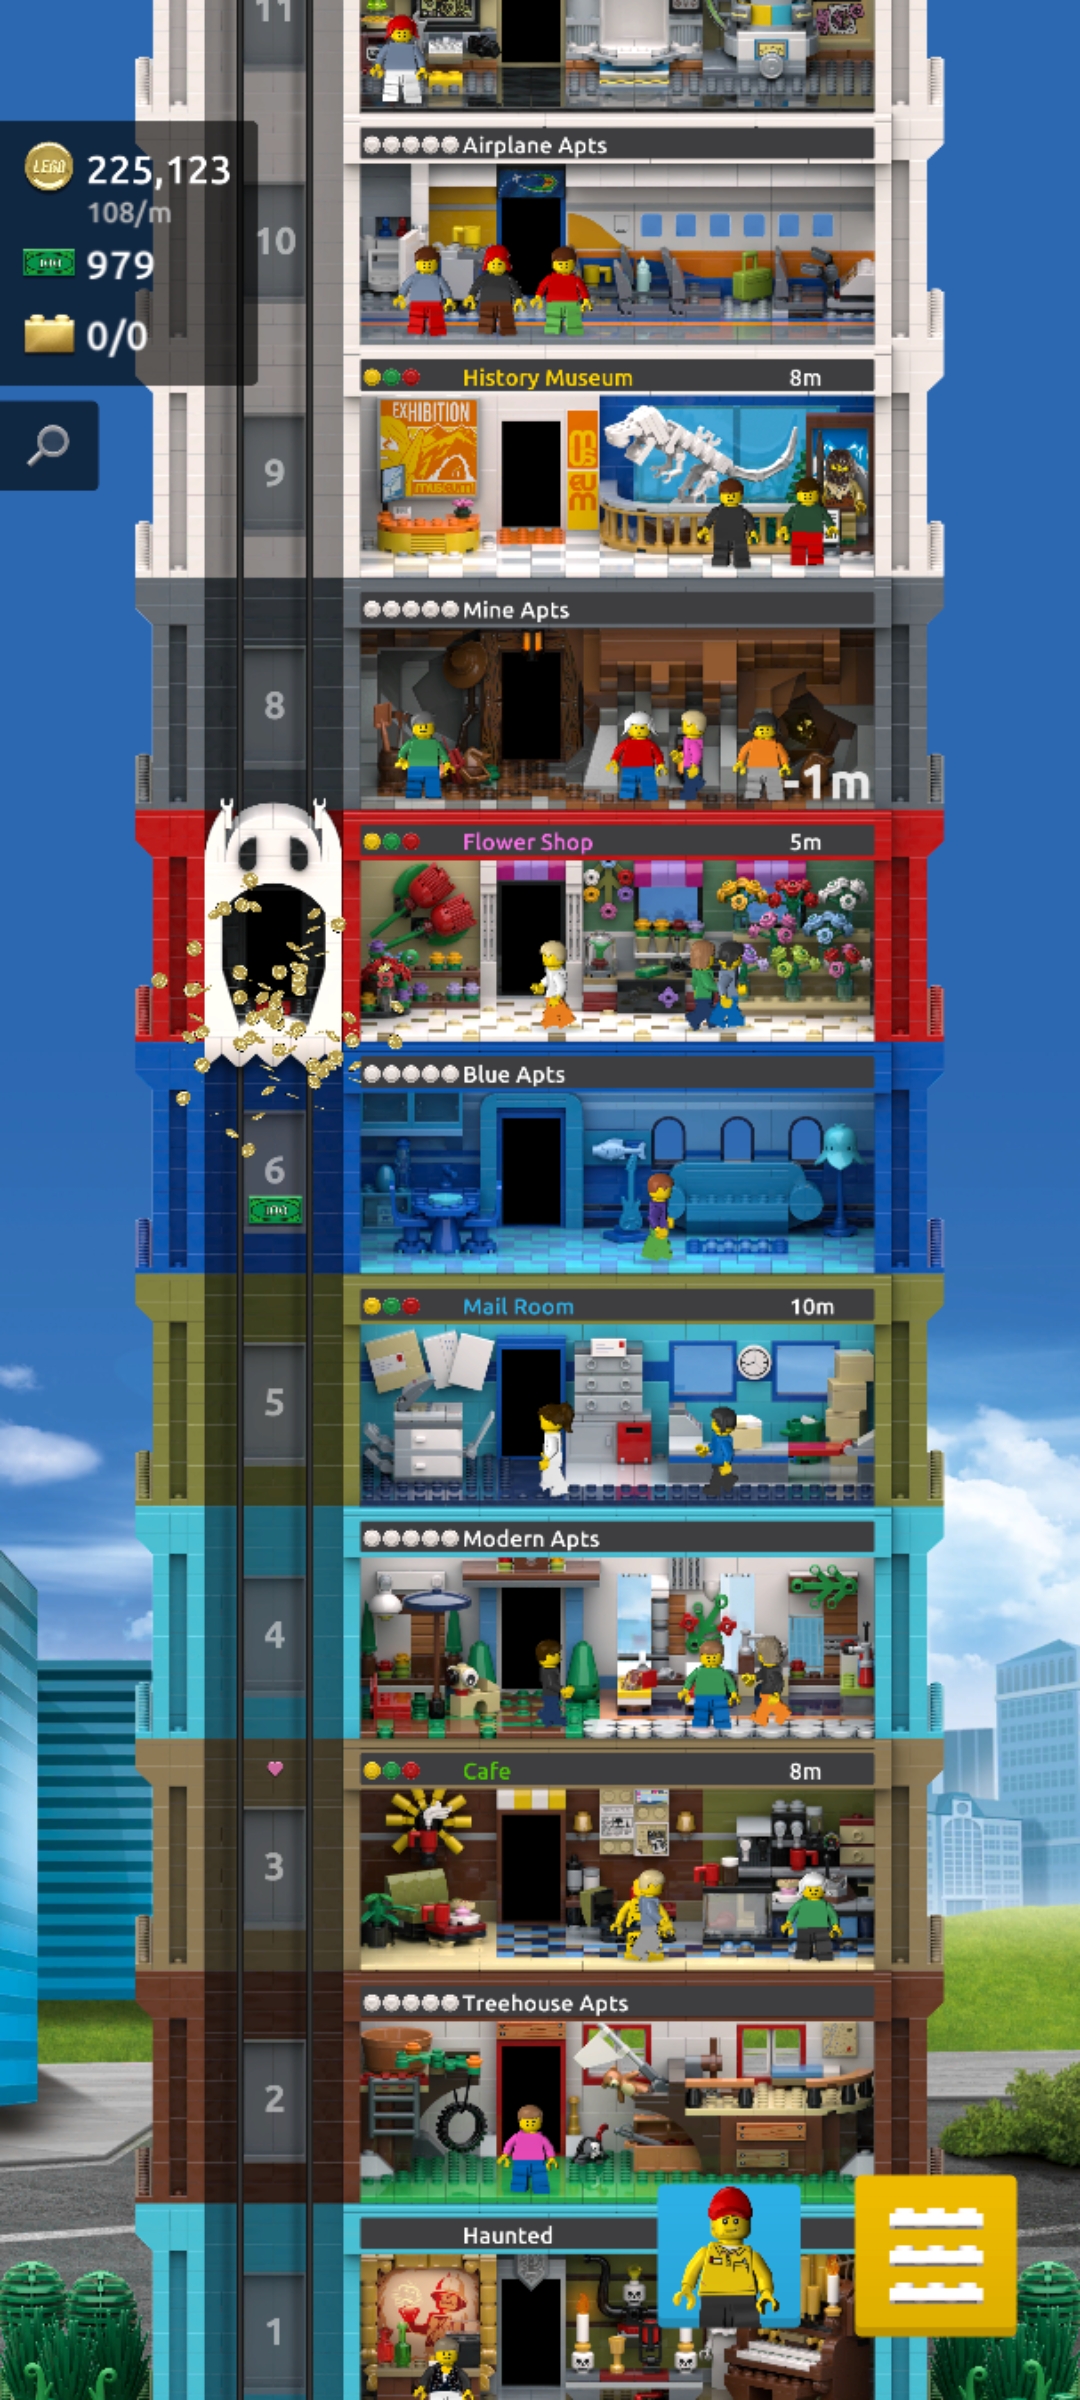 11
Airplane Apts
LEGO 225,123
108/m
10
979
0/0
History Museum 8m
EXHIBITION
museum
9
Mine Apts
8
-1m
Flower Shop 5m
Blue Apts
6
Mail Room 10m
5
Modern Apts
4
Cafe 8m
3
Treehouse Apts
2
Haunted
1